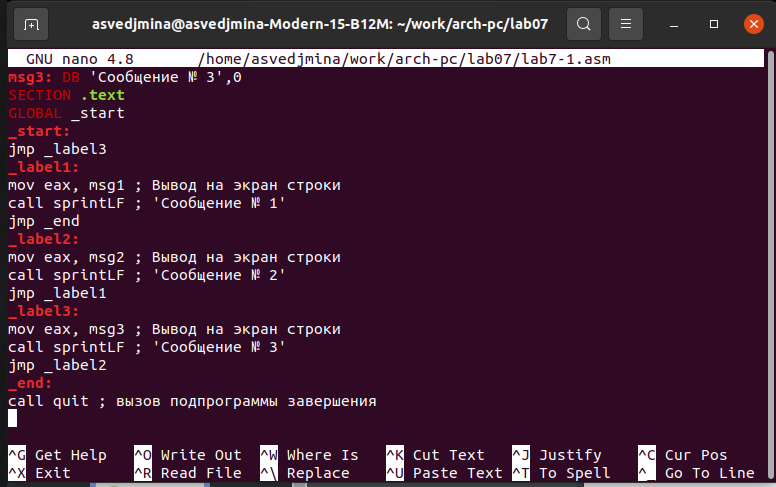 asvedjmina@asvedjmina-Modern-15-B12M: ~/work/arch-pc/lab07
GNU nano 4.8 /home/asvedjmina/work/arch-pc/lab07/lab7-1.asm
msg3: DB 'Сообщение № 3',0
SECTION .text
GLOBAL _start
_start:
jmp _label3
_label1:
mov eax, msg1 ; Вывод на экран строки
call sprintLF ; 'Сообщение № 1'
jmp _end
_label2:
mov eax, msg2 ; Вывод на экран строки
call sprintLF ; 'Сообщение № 2'
jmp _label1
_label3:
mov eax, msg3 ; Вывод на экран строки
call sprintLF ; 'Сообщение № 3'
jmp _label2
_end:
call quit ; вызов подпрограммы завершения
^G Get Help ^O Write Out ^W Where Is ^K Cut Text ^J Justify ^C Cur Pos
^X Exit ^R Read File ^\ Replace ^U Paste Text ^T To Spell ^_ Go To Line